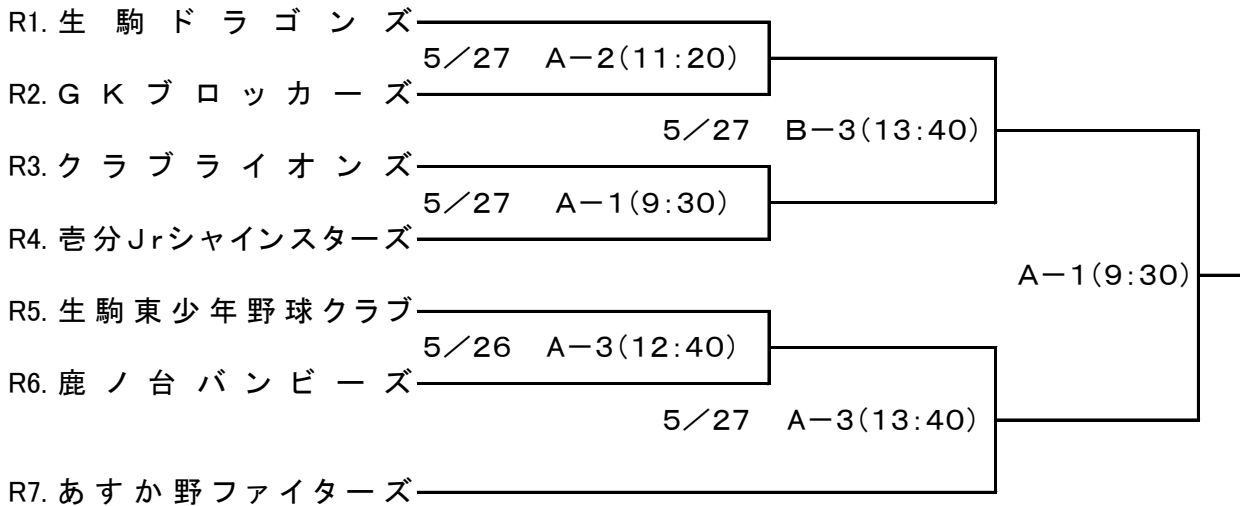 R1. 生駒ドラゴンズ
5／27　A－2(11:20)
R2. GKブロッカーズ
5／27　B－3(13:40)
R3. クラブライオンズ
5／27　A－1(9:30)
R4. 壱分Jrシャインスターズ
A－1(9:30)
R5. 生駒東少年野球クラブ
5／26　A－3(12:40)
R6. 鹿ノ台バンビーズ
5／27　A－3(13:40)
R7. あすか野ファイターズ